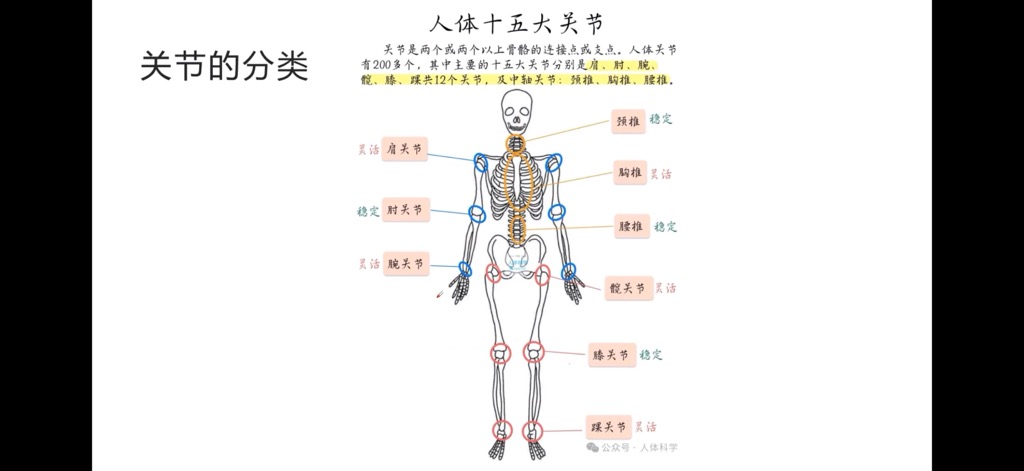 人体十五大关节
关节是两个或两个以上骨骼的连接点或支点。人体关节
有200多个，其中主要的十五大关节分别是肩、肘、腕、
髋、膝、踝共12个关节，及中轴关节：颈椎、胸椎、腰椎。
关节的分类
颈椎 稳定
灵活 肩关节
胸椎 灵活
稳定 肘关节
腰椎 稳定
灵活 腕关节
髋关节 灵活
膝关节 稳定
踝关节 灵活
公众号·人体科学